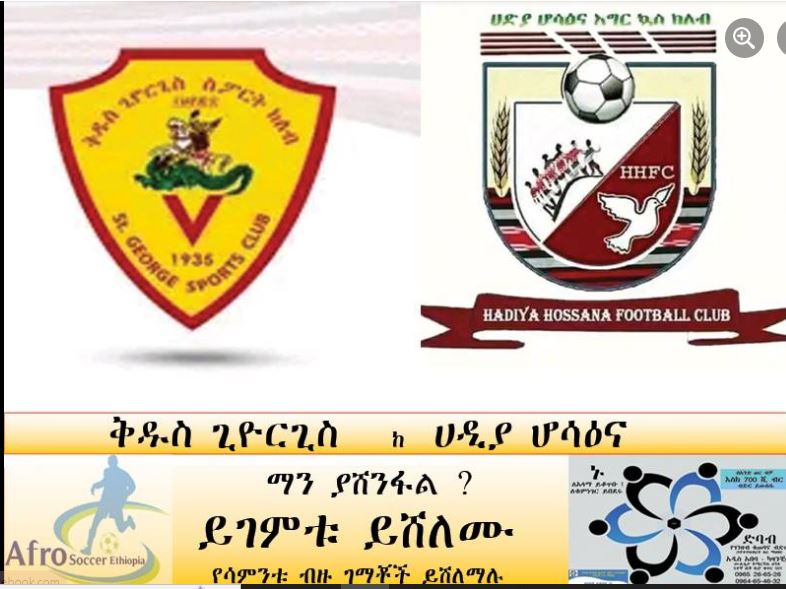 ቅዱስ ጊዮርጊስ ስፖርት ክለብ
1935
St. GEORGE SPORTS CLUB
ሀድያ ሆሳዕና እግር ኳስ ክለብ
HHFC
HADIYA HOSSANA FOOTBALL CLUB
ቅዱስ ጊዮርጊስ ከ ሀዲያ ሆሳዕና
ማን ያሸንፋል ?
ይገምቱ ይሸለሙ
የሳምንቱ ብዙ ገማቾች ይሸለማሉ
Afro Soccer Ethiopia
ኑ
ድባብ